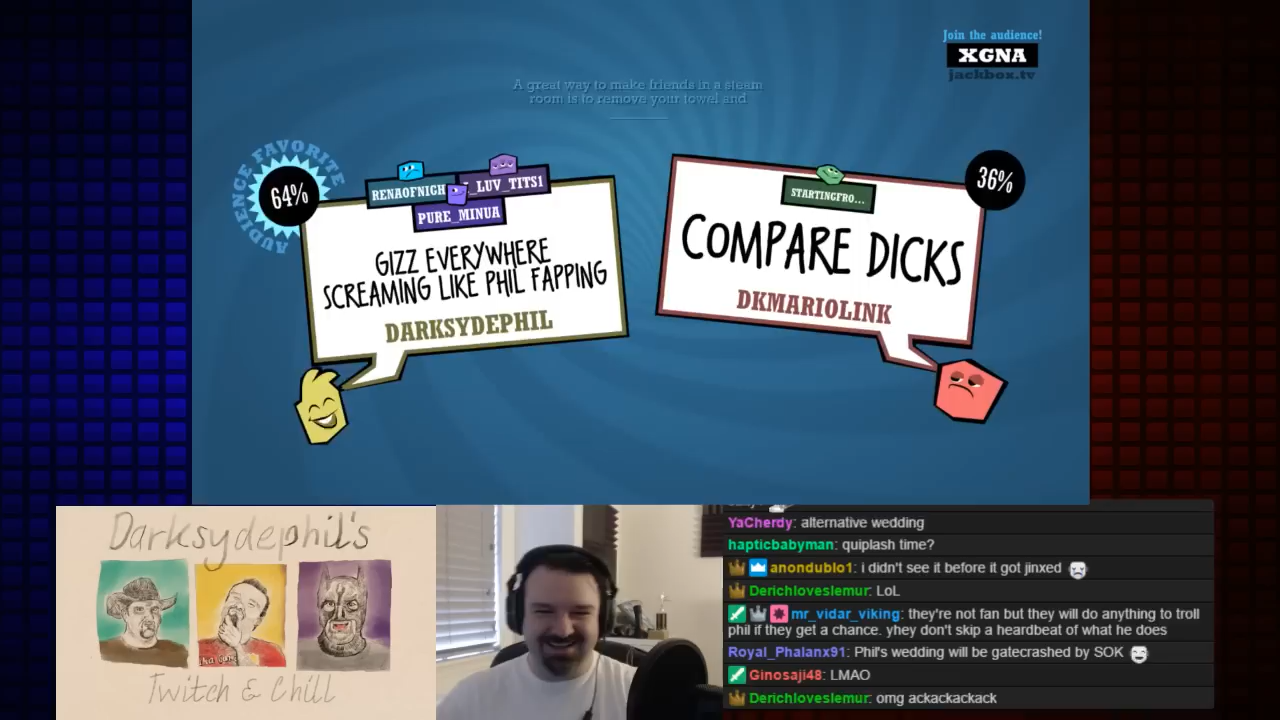 Join the audience!
XGNA
jackbox.tv
A great way to make friends in a steam
room is to remove your towel and
AUDIENCE FAVORITE
64%
RENAOFNIGH
_LUV_TITS1
PURE_MINUA
GIZZ EVERYWHERE
SCREAMING LIKE PHIL FAPPING
DARKSYDEPHIL
36%
STARTINGFRO...
COMPARE DICKS
DKMARIOLINK
Darksydephil's
Twitch & Chill
YaCherdy: alternative wedding
hapticbabyman: quiplash time?
anondublo1: i didn't see it before it got jinxed
Derichloveslemur: LoL
mr_vidar_viking: they're not fan but they will do anything to troll
phil if they get a chance. yhey don't skip a heardbeat of what he does
Royal_Phalanx91: Phil's wedding will be gatecrashed by SOK
Ginosaji48: LMAO
Derichloveslemur: omg ackackackack